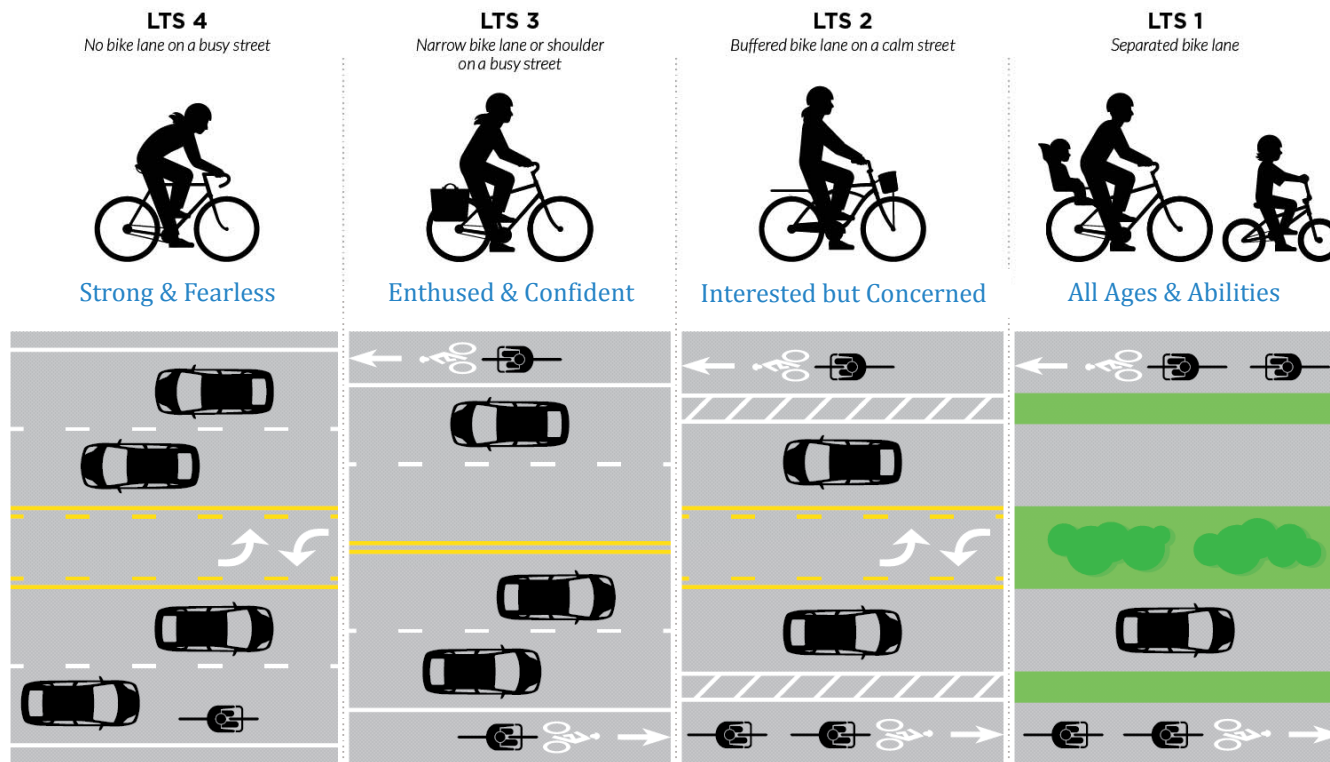 LTS 4
No bike lane on a busy street
Strong & Fearless
LTS 3
Narrow bike lane or shoulder
on a busy street
Enthused & Confident
LTS 2
Buffered bike lane on a calm street
Interested but Concerned
LTS 1
Separated bike lane
All Ages & Abilities